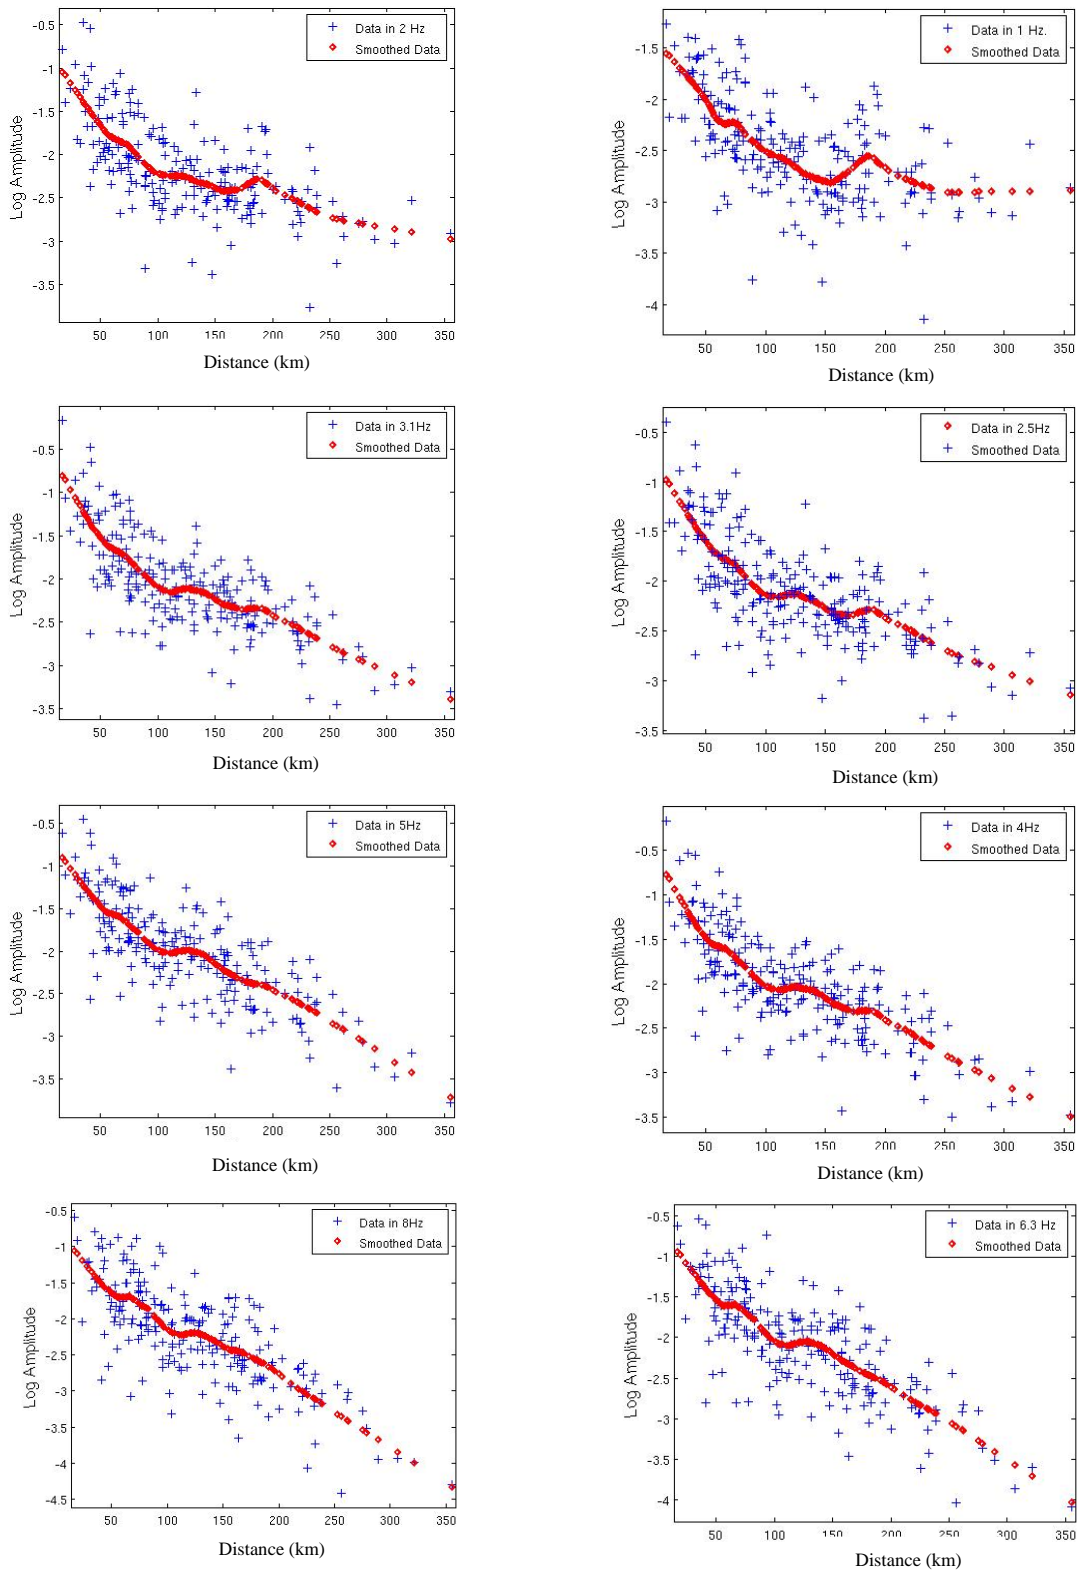 Data in 2 Hz
Smoothed Data
-0.5
-1
-1.5
-2
-2.5
-3
-3.5
Log Amplitude
50 100 150 200 250 300 350
Distance (km)
Data in 1 Hz.
Smoothed Data
-1.5
-2
-2.5
-3
-3.5
-4
Log Amplitude
50 100 150 200 250 300 350
Distance (km)
Data in 3.1Hz
Smoothed Data
-0.5
-1
-1.5
-2
-2.5
-3
-3.5
Log Amplitude
50 100 150 200 250 300 350
Distance (km)
Data in 2.5Hz
Smoothed Data
-0.5
-1
-1.5
-2
-2.5
-3
-3.5
Log Amplitude
50 100 150 200 250 300 350
Distance (km)
Data in 5Hz
Smoothed Data
-0.5
-1
-1.5
-2
-2.5
-3
-3.5
Log Amplitude
50 100 150 200 250 300 350
Distance (km)
Data in 4Hz
Smoothed Data
-0.5
-1
-1.5
-2
-2.5
-3
-3.5
Log Amplitude
50 100 150 200 250 300 350
Distance (km)
Data in 8Hz
Smoothed Data
-0.5
-1
-1.5
-2
-2.5
-3
-3.5
-4
-4.5
Log Amplitude
50 100 150 200 250 300 350
Distance (km)
Data in 6.3 Hz
Smoothed Data
-0.5
-1
-1.5
-2
-2.5
-3
-3.5
-4
Log Amplitude
50 100 150 200 250 300 350
Distance (km)